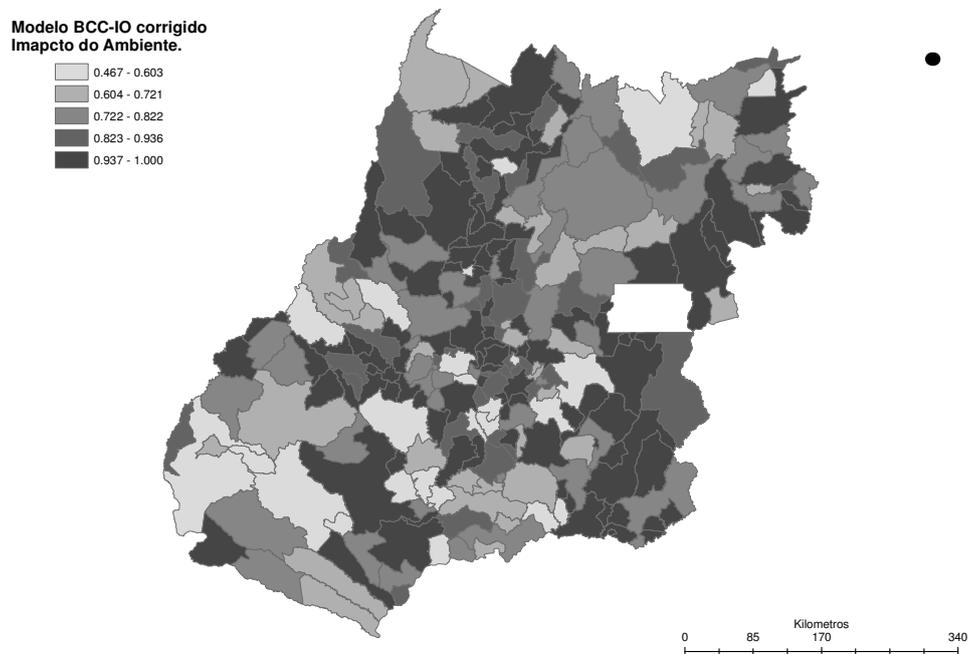 Modelo BCC-IO corrigido
Imapcto do Ambiente.
0.467 - 0.603
0.604 - 0.721
0.722 - 0.822
0.823 - 0.936
0.937 - 1.000
Kilometros
0 85 170 340